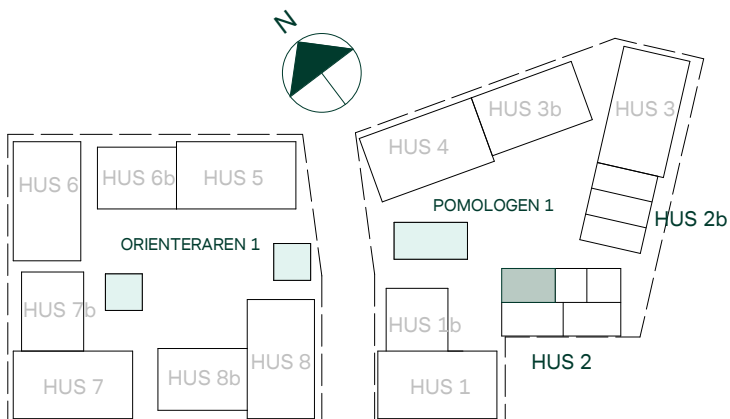 N
HUS 3b
HUS 3
HUS 4
HUS 6
HUS 6b
HUS 5
POMOLOGEN 1
HUS 2b
ORIENTERAREN 1
HUS 7b
HUS 1b
HUS 8
HUS 2
HUS 8b
HUS 7
HUS 1